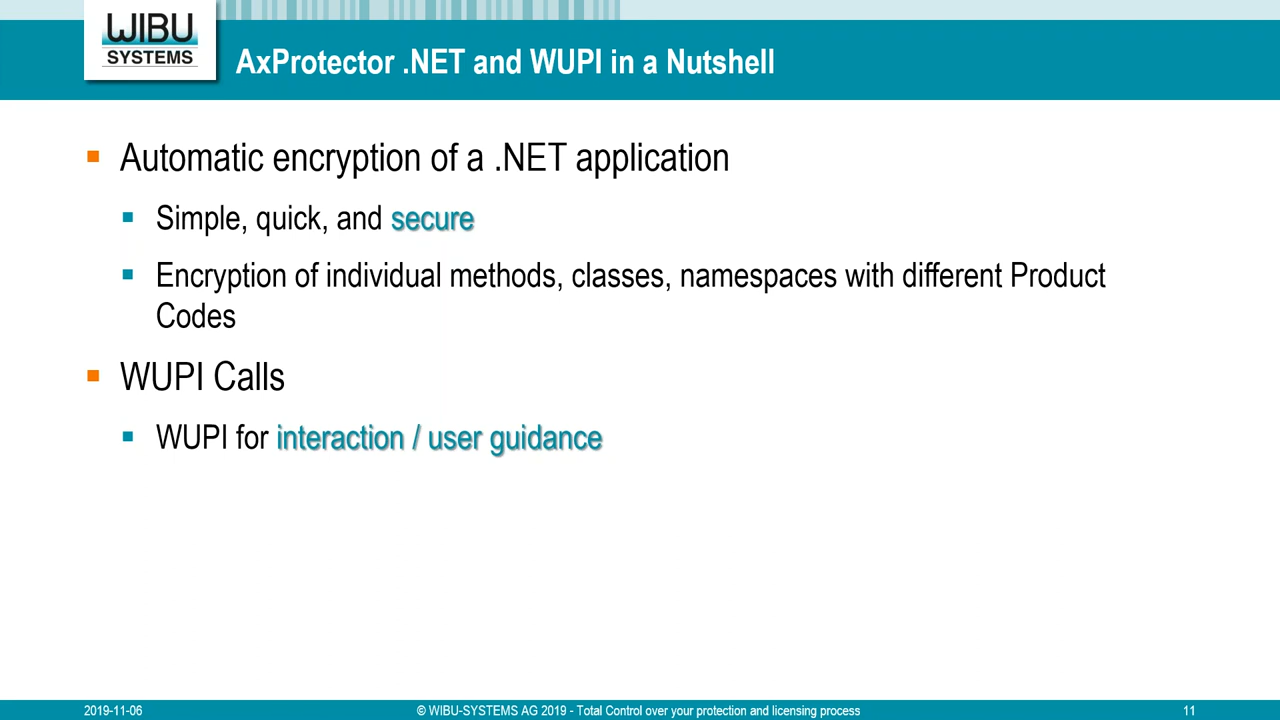 WIBU
SYSTEMS
AxProtector .NET and WUPI in a Nutshell
Automatic encryption of a .NET application
Simple, quick, and secure
Encryption of individual methods, classes, namespaces with different Product
Codes
WUPI Calls
WUPI for interaction / user guidance
2019-11-06
© WIBU-SYSTEMS AG 2019 - Total Control over your protection and licensing process
11